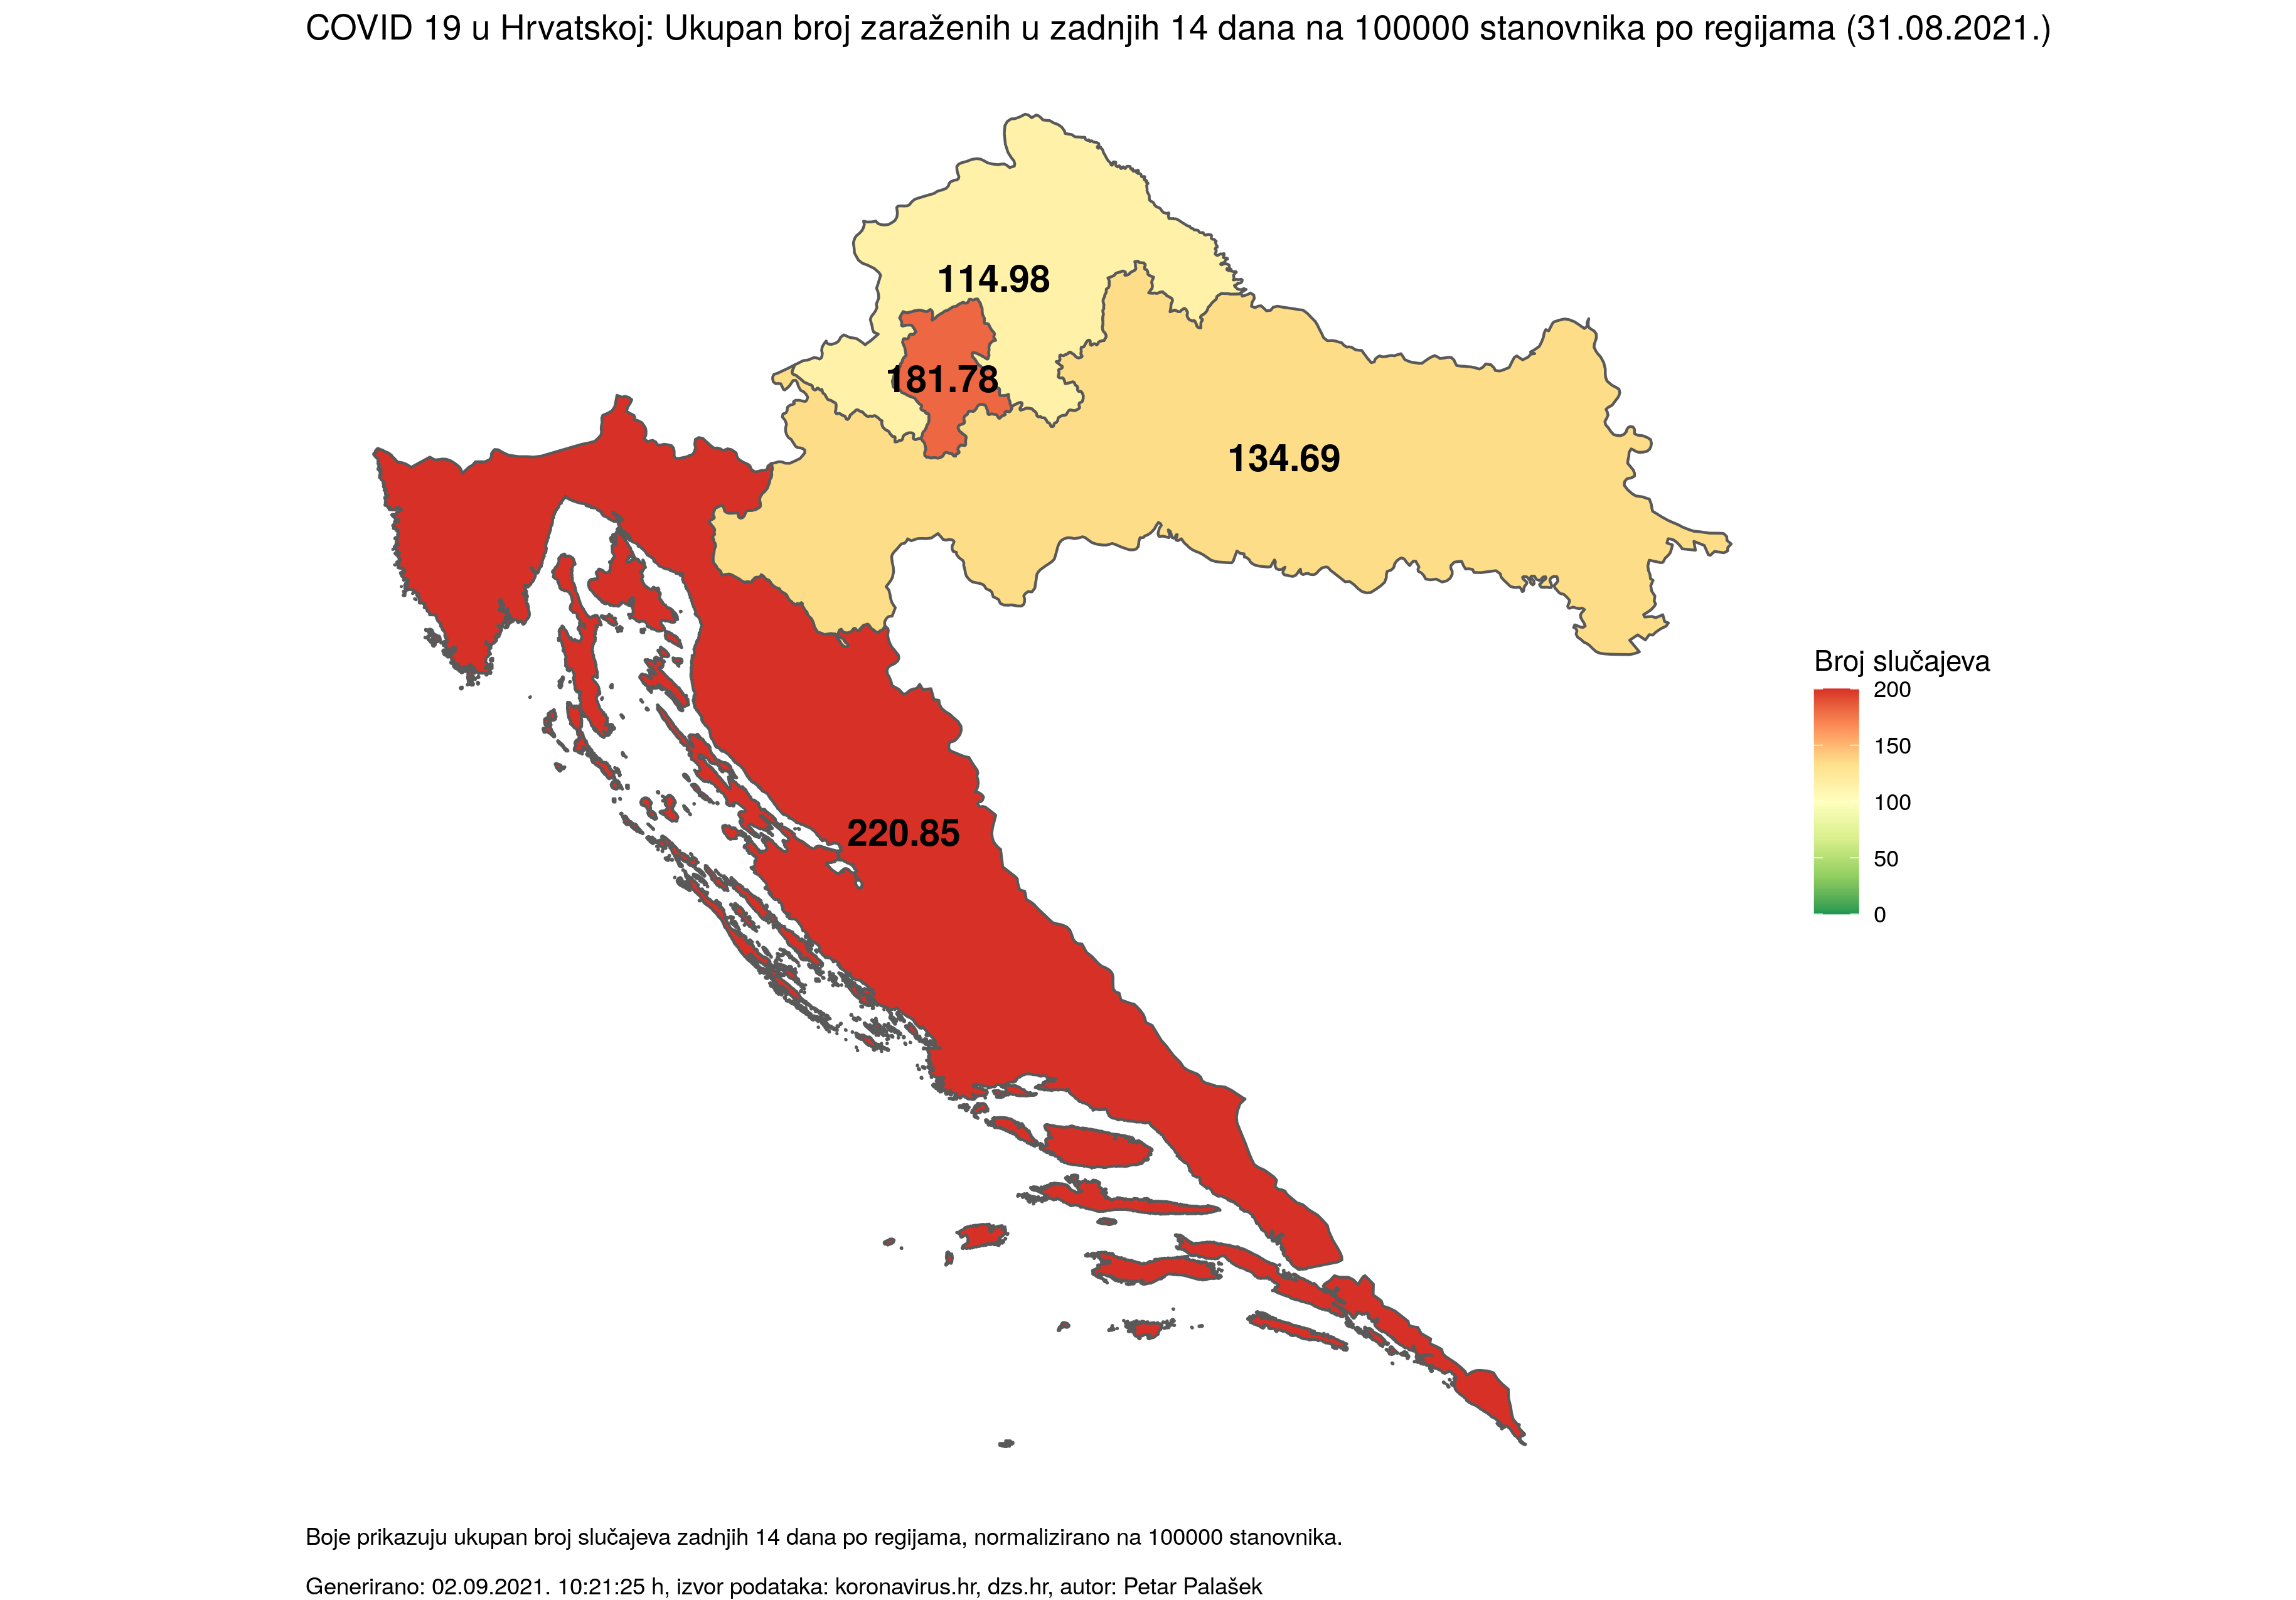 COVID 19 u Hrvatskoj: Ukupan broj zaraženih u zadnjih 14 dana na 100000 stanovnika po regijama (31.08.2021.)
114.98
181.78
134.69
220.85
Broj slučajeva
200
150
100
50
0
Boje prikazuju ukupan broj slučajeva zadnjih 14 dana po regijama, normalizirano na 100000 stanovnika.
Generirano: 02.09.2021. 10:21:25 h, izvor podataka: koronavirus.hr, dzs.hr, autor: Petar Palašek